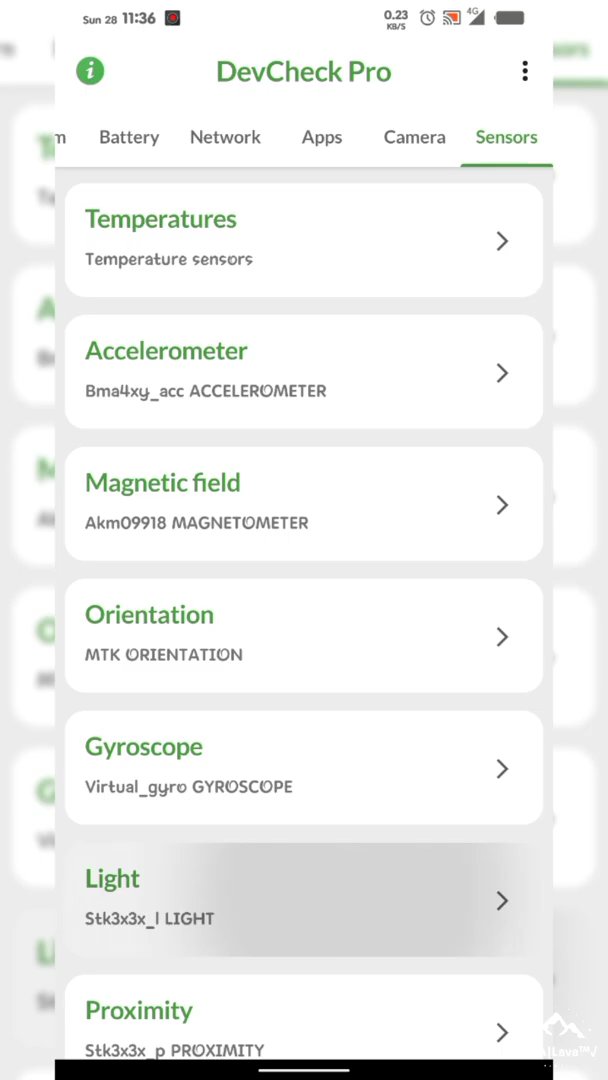 Sun 28 11:36
0.23
KB/S
4G
i
DevCheck Pro
m
Battery
Network
Apps
Camera
Sensors
Temperatures
Temperature sensors
Accelerometer
Bma4xy_acc ACCELEROMETER
Magnetic field
Akm09918 MAGNETOMETER
Orientation
MTK ORIENTATION
Gyroscope
Virtual_gyro GYROSCOPE
Light
Stk3x3x_l LIGHT
Proximity
Stk3x3x_p PROXIMITY
Lava™